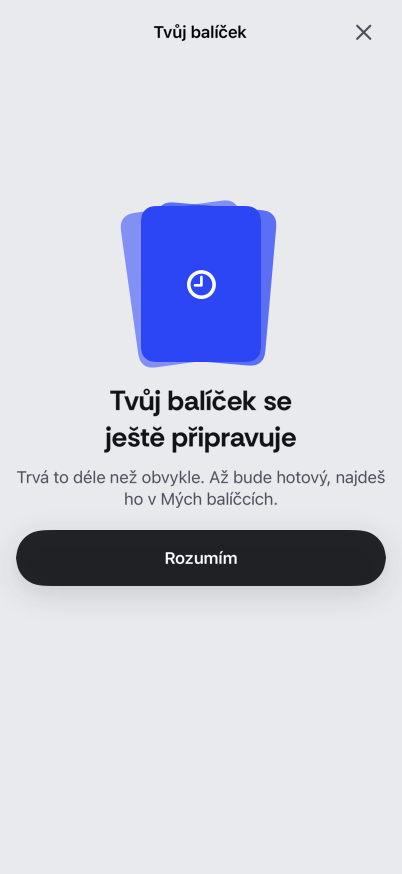 Tvůj balíček
Tvůj balíček se
ještě připravuje
Trvá to déle než obvykle. Až bude hotový, najdeš
ho v Mých balíčcích.
Rozumím